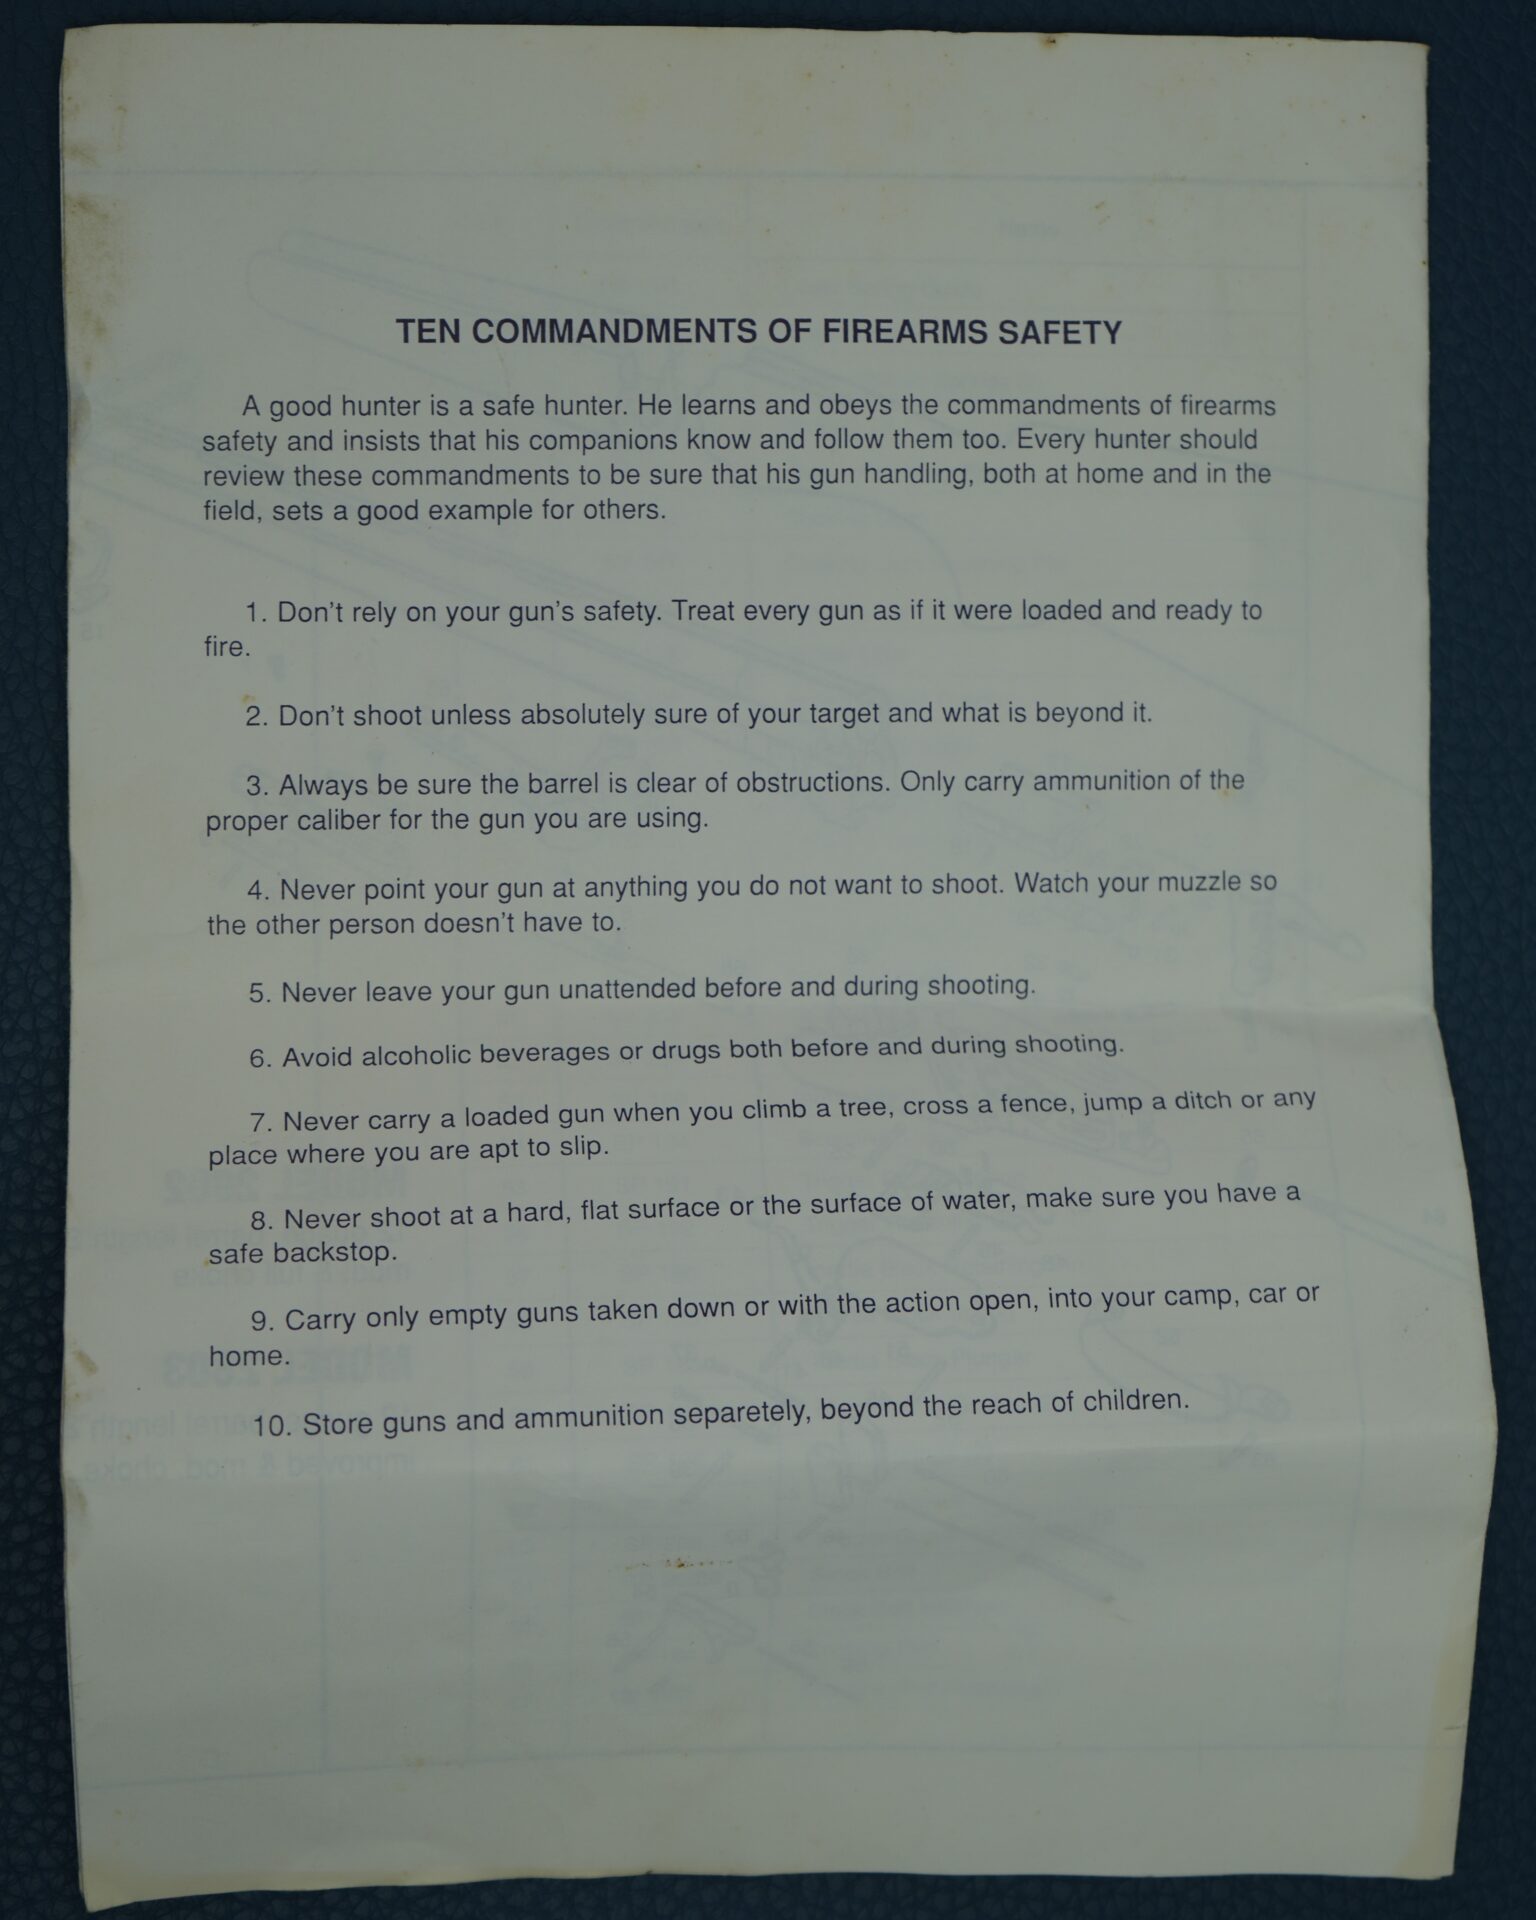 TEN COMMANDMENTS OF FIREARMS SAFETY
A good hunter is a safe hunter. He learns and obeys the commandments of firearms
safety and insists that his companions know and follow them too. Every hunter should
review these commandments to be sure that his gun handling, both at home and in the
field, sets a good example for others.
1. Don't rely on your gun's safety. Treat every gun as if it were loaded and ready to
fire.
2. Don't shoot unless absolutely sure of your target and what is beyond it.
3. Always be sure the barrel is clear of obstructions. Only carry ammunition of the
proper caliber for the gun you are using.
4. Never point your gun at anything you do not want to shoot. Watch your muzzle so
the other person doesn't have to.
5. Never leave your gun unattended before and during shooting.
6. Avoid alcoholic beverages or drugs both before and during shooting.
7. Never carry a loaded gun when you climb a tree, cross a fence, jump a ditch or any
place where you are apt to slip.
8. Never shoot at a hard, flat surface or the surface of water, make sure you have a
safe backstop.
9. Carry only empty guns taken down or with the action open, into your camp, car or
home.
10. Store guns and ammunition separetely, beyond the reach of children.